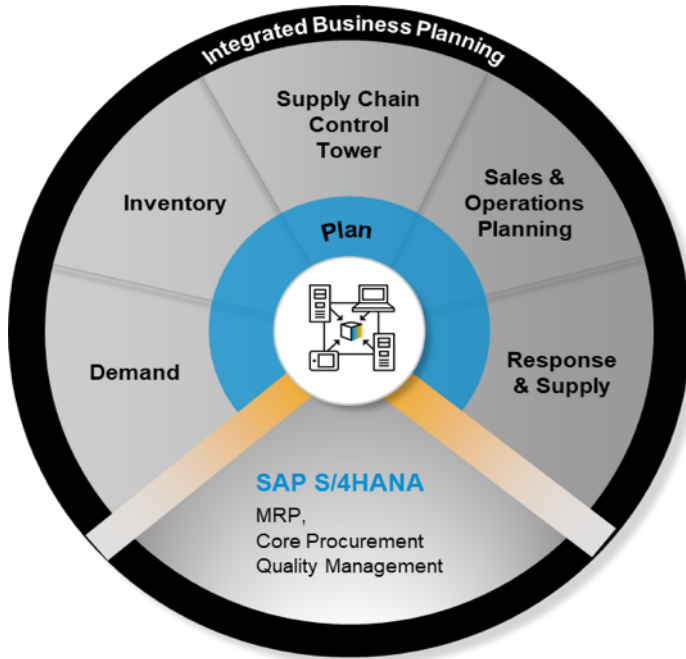 Integrated Business Planning
Supply Chain
Control
Tower
Inventory
Sales &
Operations
Planning
Plan
Demand
Response
& Supply
SAP S/4HANA
MRP,
Core Procurement
Quality Management